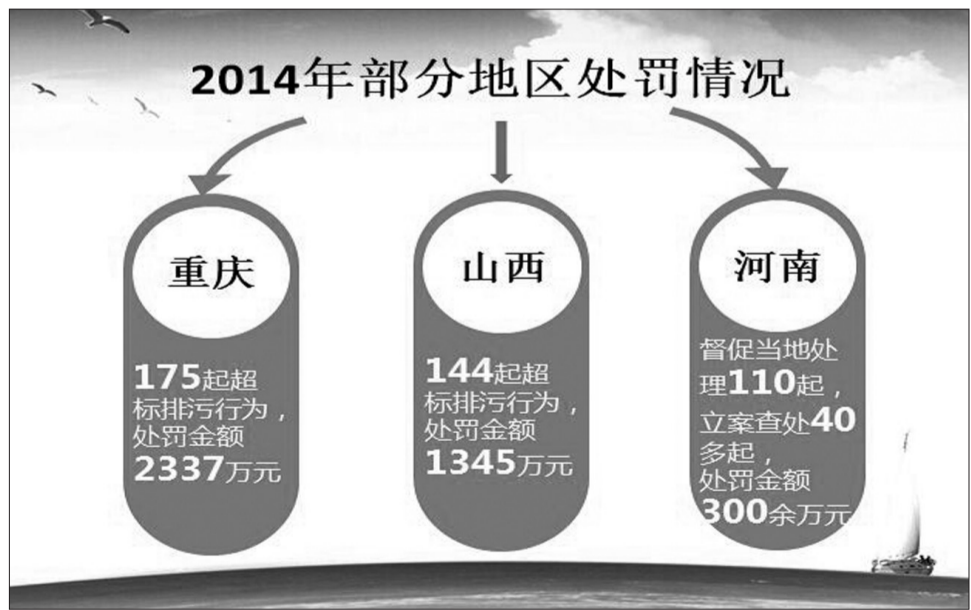 2014年部分地区处罚情况
重庆
175起超
标排污行为，
处罚金额
2337万元
山西
144起超
标排污行为，
处罚金额
1345万元
河南
督促当地处
理110起，
立案查处40
多起，
处罚金额
300余万元